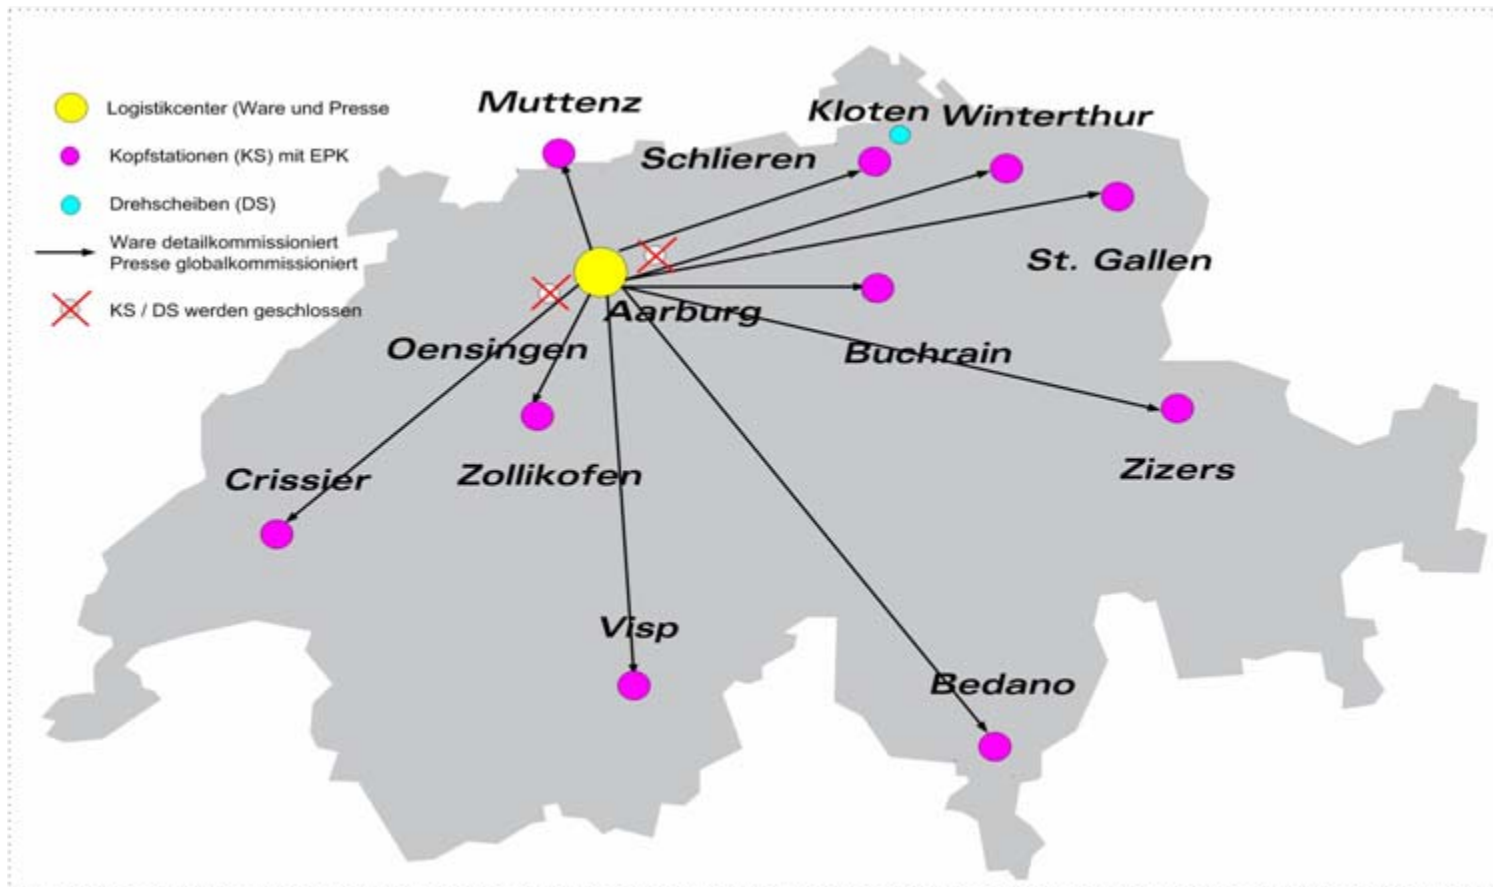 Logistikcenter (Ware und Presse
Kopfstationen (KS) mit EPK
Drehscheiben (DS)
Ware detailkommissioniert
Presse globalkommissioniert
KS / DS werden geschlossen
Muttenz
Kloten
Winterthur
Schlieren
St. Gallen
Aarburg
Oensingen
Buchrain
Zizers
Crissier
Zollikofen
Visp
Bedano